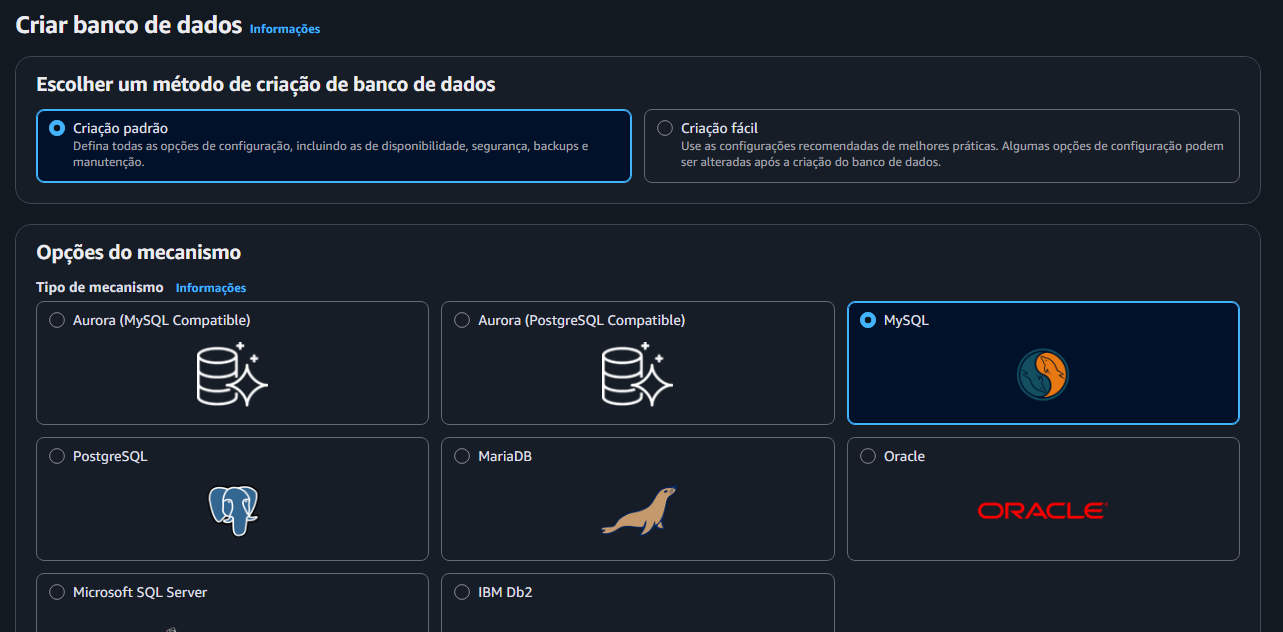 Criar banco de dados Informações
Escolher um método de criação de banco de dados
Criação padrão
Defina todas as opções de configuração, incluindo as de disponibilidade, segurança, backups e
manutenção.
Criação fácil
Use as configurações recomendadas de melhores práticas. Algumas opções de configuração podem
ser alteradas após a criação do banco de dados.
Opções do mecanismo
Tipo de mecanismo Informações
Aurora (MySQL Compatible)
Aurora (PostgreSQL Compatible)
MySQL
PostgreSQL
MariaDB
Oracle
ORACLE
Microsoft SQL Server
IBM Db2